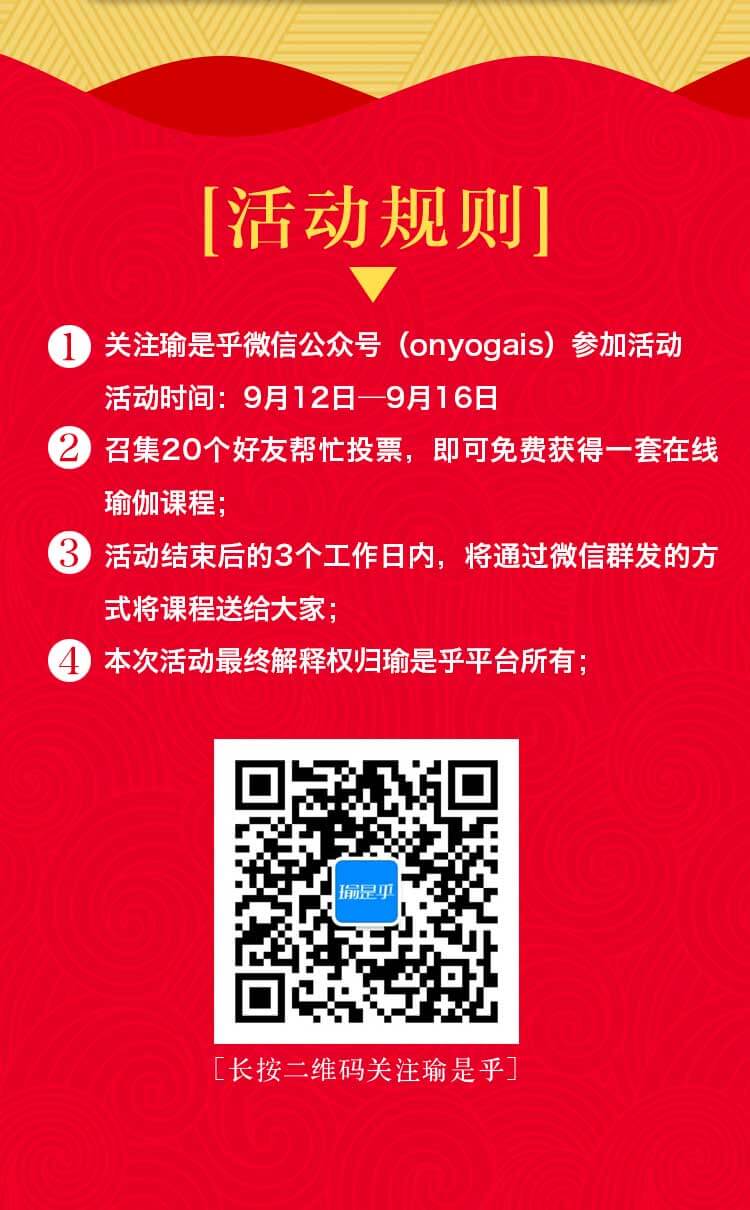 [活动规则]
1 关注瑜是乎微信公众号（onyogais）参加活动
活动时间：9月12日—9月16日
2 召集20个好友帮忙投票，即可免费获得一套在线
瑜伽课程；
3 活动结束后的3个工作日内，将通过微信群发的方
式将课程送给大家；
4 本次活动最终解释权归瑜是乎平台所有；
瑜是乎
[长按二维码关注瑜是乎]